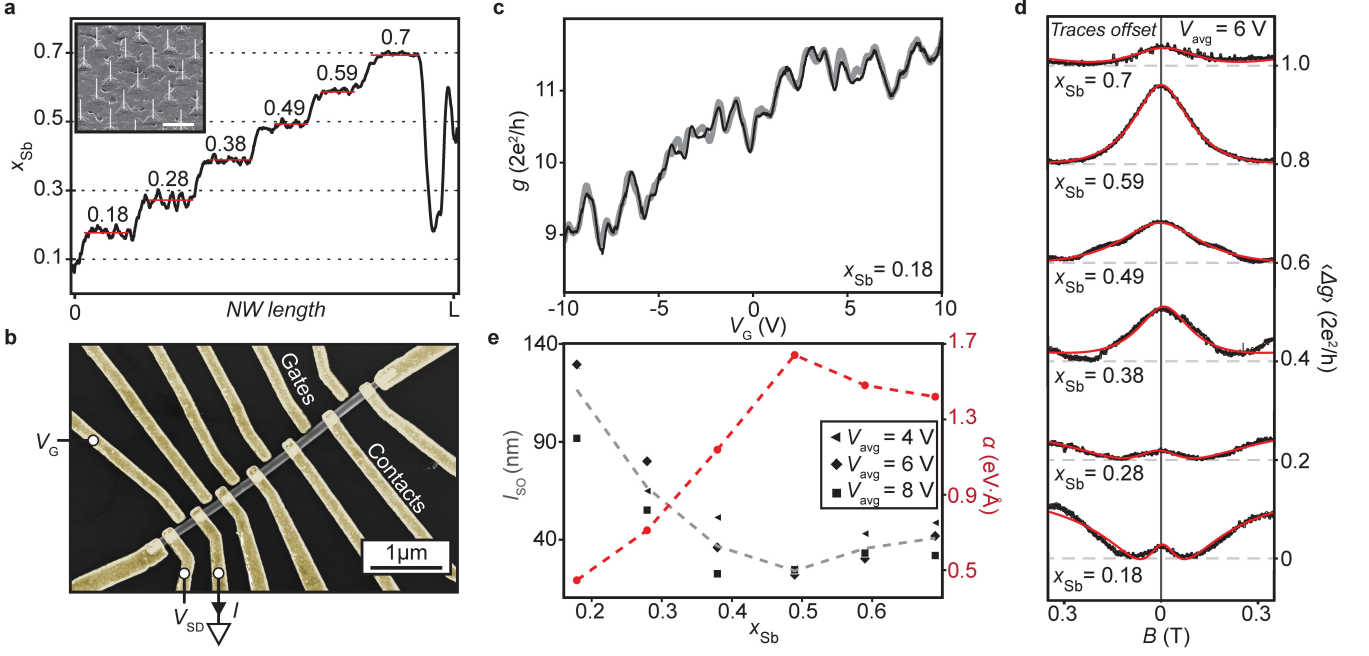 a
0.7
0.5
0.3
0.1
x_Sb
0.18
0.28
0.38
0.49
0.59
0.7
0
NW length
L
b
Gates
Contacts
V_G
V_SD
I
1µm
c
11
10
9
g (2e²/h)
x_Sb = 0.18
-10
-5
0
5
10
V_G (V)
d
Traces offset
V_avg = 6 V
x_Sb = 0.7
x_Sb = 0.59
x_Sb = 0.49
x_Sb = 0.38
x_Sb = 0.28
x_Sb = 0.18
1.0
0.8
0.6
0.4
0.2
0
‹Δg› (2e²/h)
0.3
0
0.3
B (T)
e
140
90
40
l_SO (nm)
V_avg = 4 V
V_avg = 6 V
V_avg = 8 V
1.7
1.3
0.9
0.5
α (eV·Å)
0.2
0.3
0.4
0.5
0.6
x_Sb